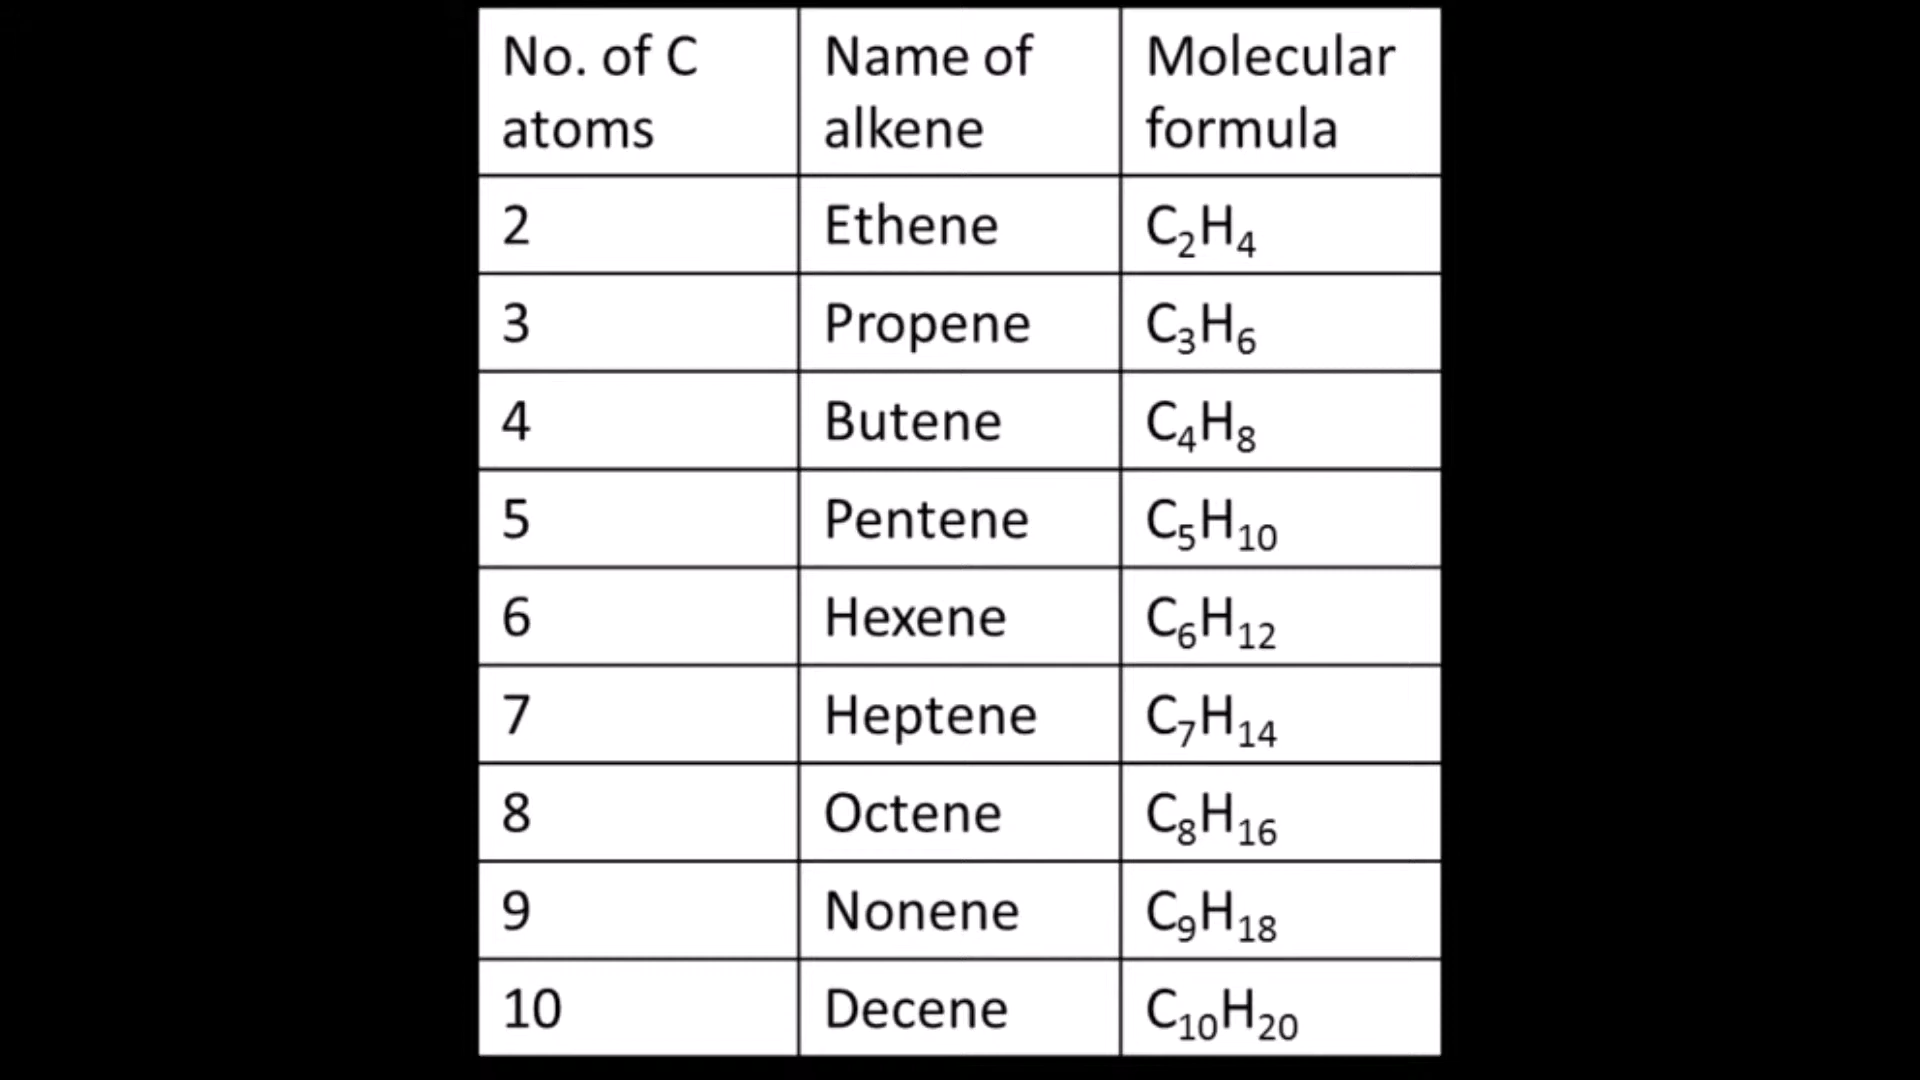 No. of C atoms Name of alkene Molecular formula
2 Ethene C₂H₄
3 Propene C₃H₆
4 Butene C₄H₈
5 Pentene C₅H₁₀
6 Hexene C₆H₁₂
7 Heptene C₇H₁₄
8 Octene C₈H₁₆
9 Nonene C₉H₁₈
10 Decene C₁₀H₂₀